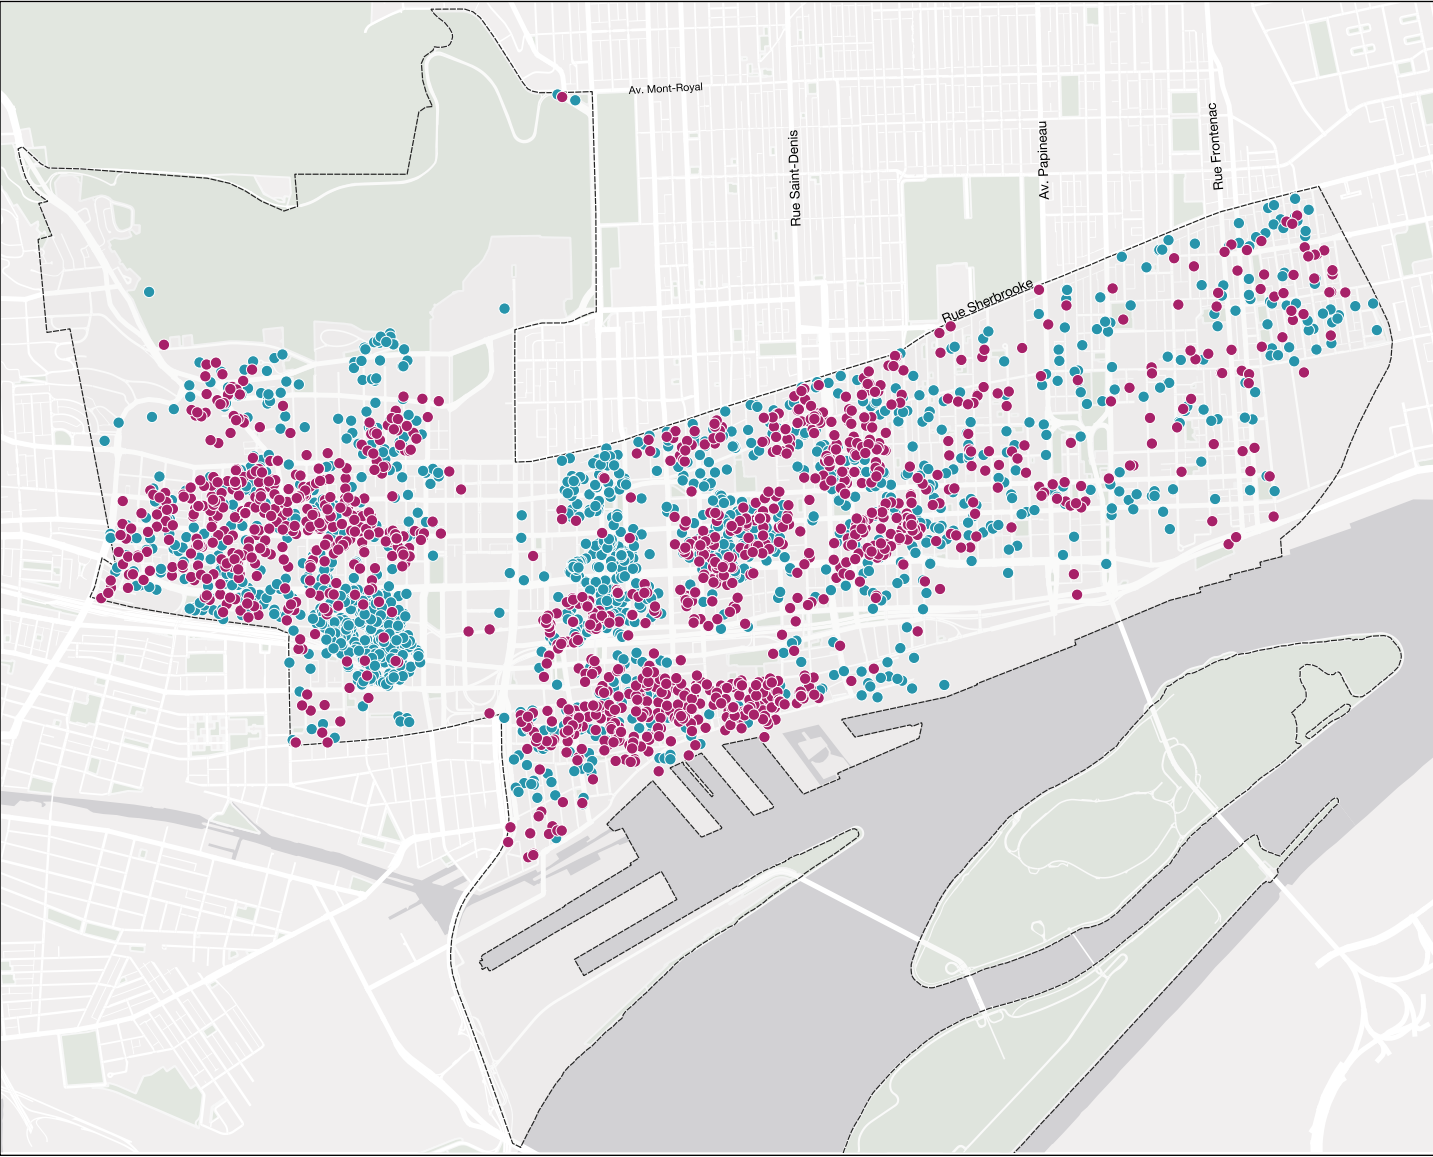 Av. Mont-Royal
Rue Saint-Denis
Av. Papineau
Rue Frontenac
Rue Sherbrooke